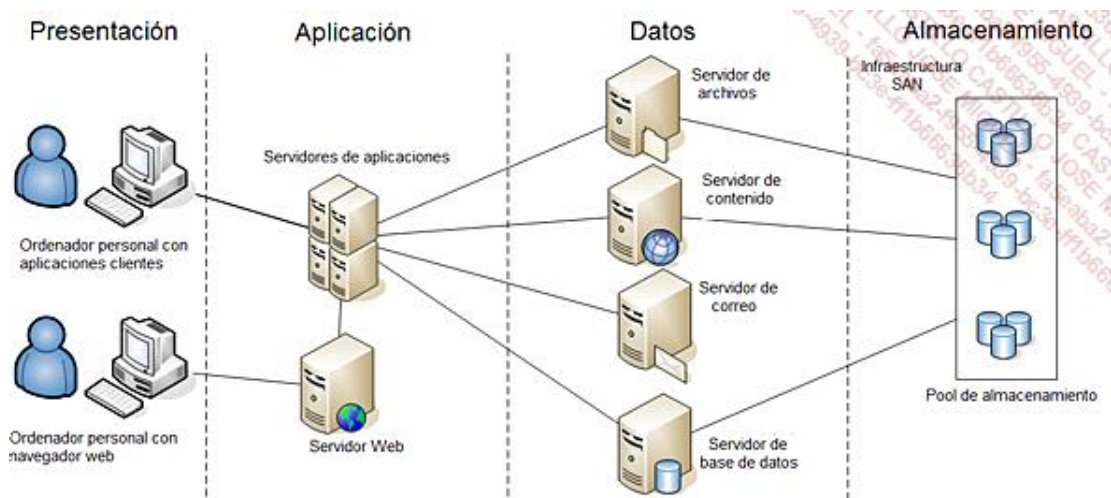 Presentación
Aplicación
Datos
Almacenamiento
Infraestructura
SAN
Servidor de
archivos
Servidores de aplicaciones
Servidor de
contenido
Ordenador personal con
aplicaciones clientes
Servidor de
correo
Pool de almacenamiento
Ordenador personal con
navegador web
Servidor Web
Servidor de
base de datos